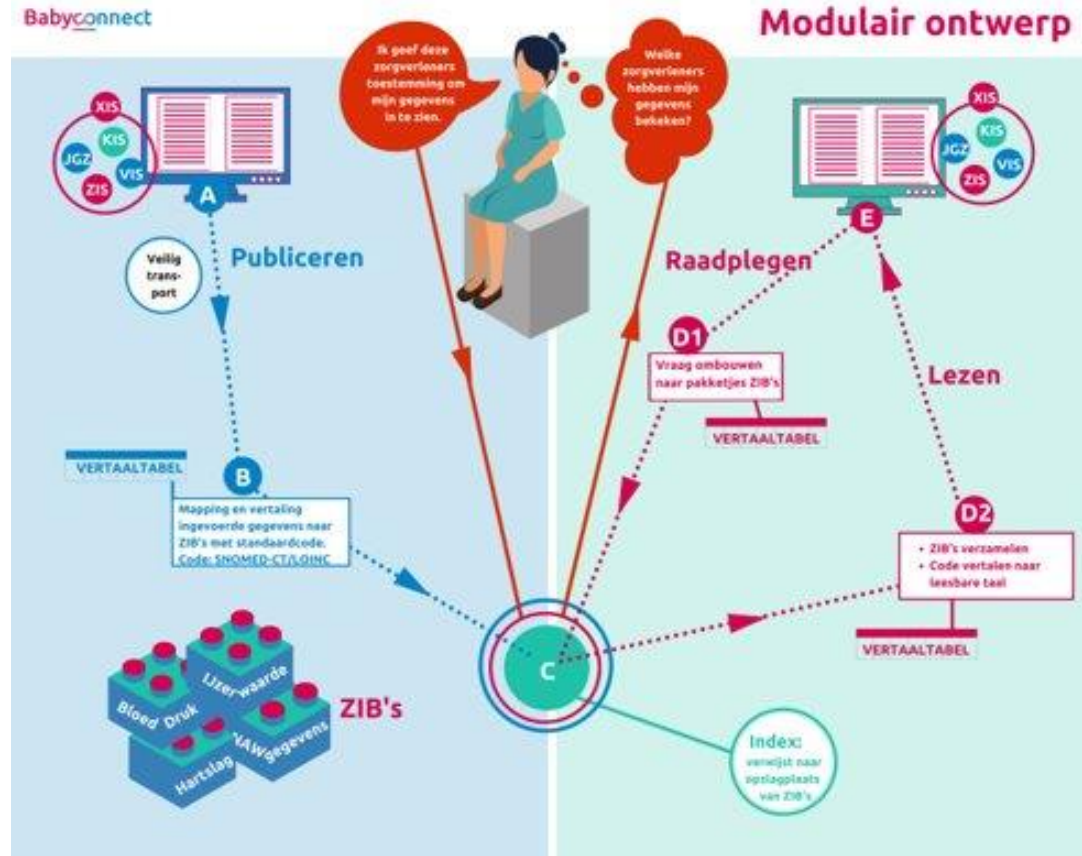 Babyconnect
Modulair ontwerp
Ik geef deze
zorgverleners
toestemming om
mijn gegevens
in te zien.
Welke
zorgverleners
hebben mijn
gegevens
bekeken?
XIS
KIS
JGZ
VIS
ZIS
A
Veilig
trans-
port
Publiceren
XIS
KIS
JGZ
VIS
ZIS
E
Raadplegen
D1
Vraag ombouwen
naar pakketjes ZIB's
VERTAALTABEL
Lezen
VERTAALTABEL
B
Mapping en vertaling
ingevoerde gegevens naar
ZIB's met standaardcode.
Code: SNOMED-CT/LOINC
D2
• ZIB's verzamelen
• Code vertalen naar
leesbare taal
VERTAALTABEL
C
IJzerwaarde
Bloed Druk
NAWgegevens
Hartslag
ZIB's
Index:
verwijst naar
opslagplaats
van ZIB's